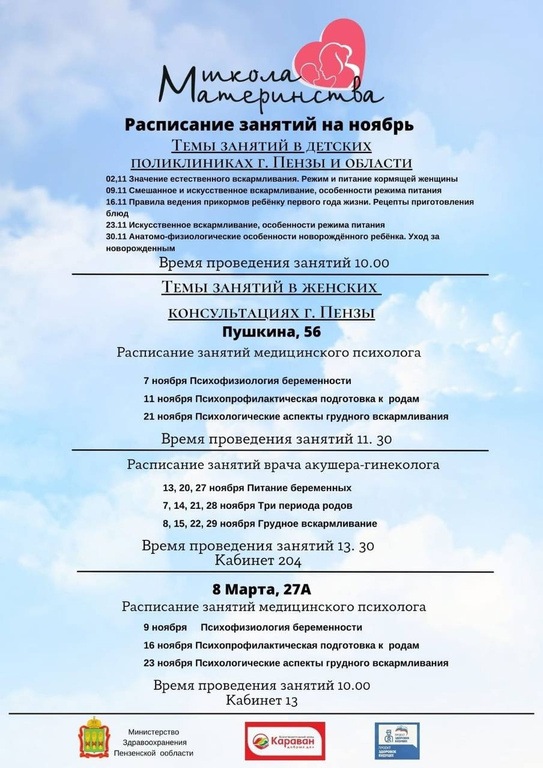 Школа
Материнства
Расписание занятий на ноябрь
Темы занятий в детских
поликлиниках г. Пензы и области
02,11 Значение естественного вскармливания. Режим и питание кормящей женщины
09.11 Смешанное и искусственное вскармливание, особенности режима питания
16.11 Правила ведения прикормов ребёнку первого года жизни. Рецепты приготовления
блюд
23.11 Искусственное вскармливание, особенности режима питания
30.11 Анатомо-физиологические особенности новорождённого ребёнка. Уход за
новорожденным
Время проведения занятий 10.00
Темы занятий в женских
консультациях г. Пензы
Пушкина, 56
Расписание занятий медицинского психолога
7 ноября Психофизиология беременности
11 ноября Психопрофилактическая подготовка к родам
21 ноября Психологические аспекты грудного вскармливания
Время проведения занятий 11. 30
Расписание занятий врача акушера-гинеколога
13, 20, 27 ноября Питание беременных
7, 14, 21, 28 ноября Три периода родов
8, 15, 22, 29 ноября Грудное вскармливание
Время проведения занятий 13. 30
Кабинет 204
8 Марта, 27А
Расписание занятий медицинского психолога
9 ноября Психофизиология беременности
16 ноября Психопрофилактическая подготовка к родам
23 ноября Психологические аспекты грудного вскармливания
Время проведения занятий 10.00
Кабинет 13
Министерство
Здравоохранения
Пензенской области
Караван
добрых дел